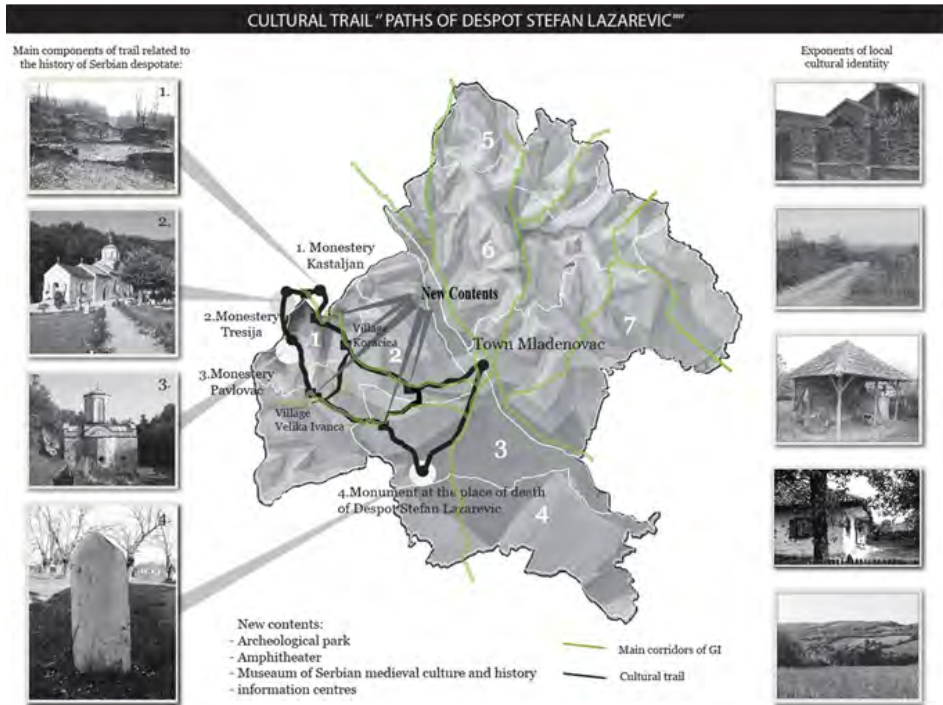 CULTURAL TRAIL "PATHS OF DESPOT STEFAN LAZAREVIC""
Main components of trail related to
the history of Serbian despotate:
Exponents of local
cultural identiity
1.
2.
3.
4.
5
6
7
1. Monestery
Kastaljan
New Contents
2.Monestery
Tresija
1
Village
Koracica
2
Town Mladenovac
3.Monestery
Pavlovac
Village
Velika Ivanca
3
4.Monument at the place of death
of Despot Stefan Lazarevic
4
New contents:
- Archeological park
- Amphitheater
- Museaum of Serbian medieval culture and history
- information centres
Main corridors of GI
Cultural trail